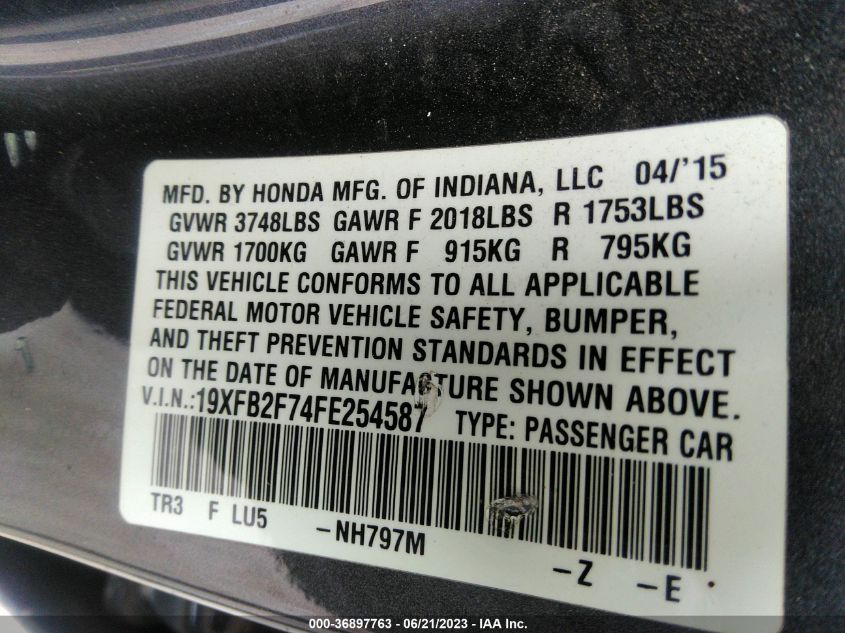 MFD. BY HONDA MFG. OF INDIANA, LLC 04/'15
GVWR 3748LBS GAWR F 2018LBS R 1753LBS
GVWR 1700KG GAWR F 915KG R 795KG
THIS VEHICLE CONFORMS TO ALL APPLICABLE
FEDERAL MOTOR VEHICLE SAFETY, BUMPER,
AND THEFT PREVENTION STANDARDS IN EFFECT
ON THE DATE OF MANUFACTURE SHOWN ABOVE.
V.I.N.:19XFB2F74FE254587 TYPE: PASSENGER CAR
TR3 F LU5 -NH797M -Z -E
000-36897763 - 06/21/2023 - IAA Inc.